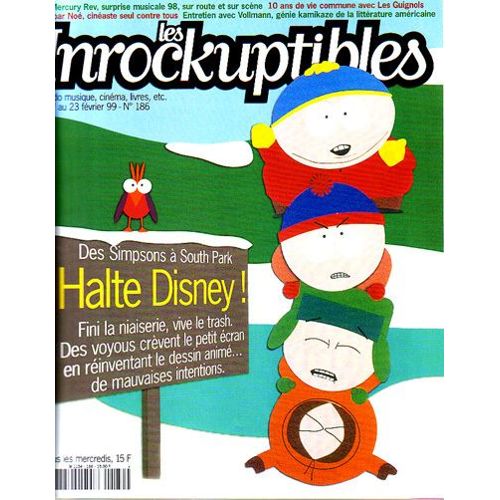 Mercury Rev, surprise musicale 98, sur route et sur scène 10 ans de vie commune avec Les Guignols
par Noé, cinéaste seul contre tous Entretien avec Vollmann, génie kamikaze de la littérature américaine
les
inrockuptibles
do musique, cinéma, livres, etc.
au 23 février 99 - N° 186
Des Simpsons à South Park
Halte Disney !
Fini la niaiserie, vive le trash.
Des voyous crèvent le petit écran
en réinventant le dessin animé...
de mauvaises intentions.
les mercredis, 15 F